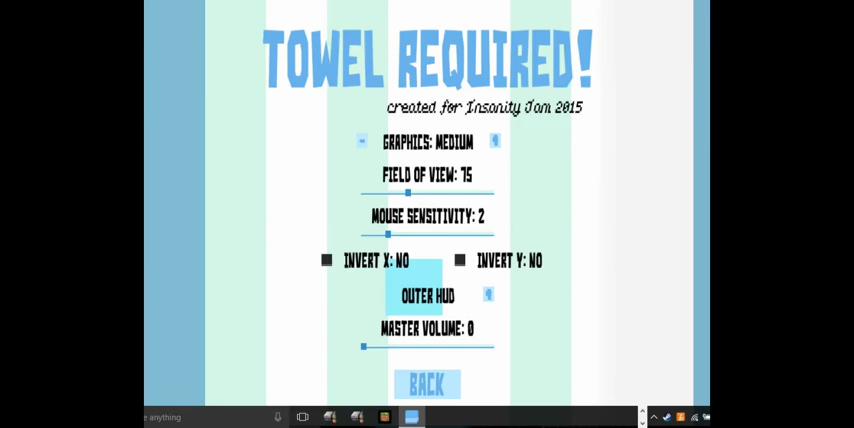 TOWEL REQUIRED!
created for Insanity Jam 2015
GRAPHICS: MEDIUM
FIELD OF VIEW: 75
MOUSE SENSITIVITY: 2
INVERT X: NO INVERT Y: NO
OUTER HUD
MASTER VOLUME: 0
BACK
e anything